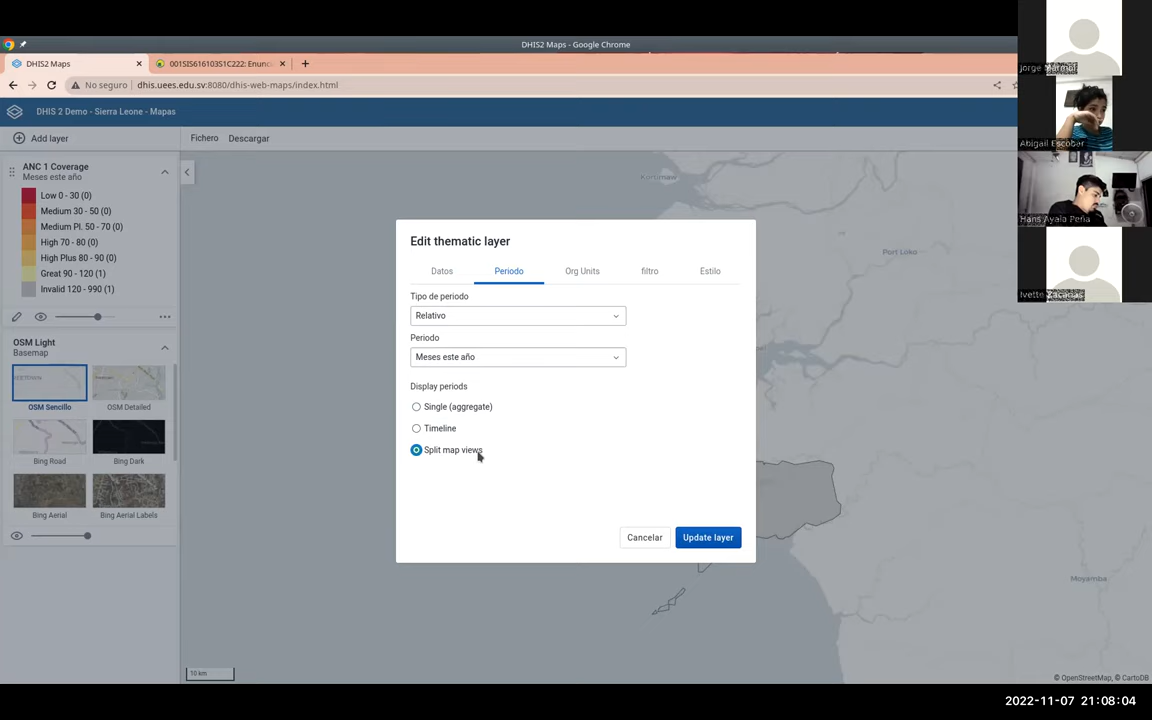 DHIS2 Maps - Google Chrome
DHIS2 Maps
001SIS616103S1C222: Enunci
No seguro
dhis.uees.edu.sv:8080/dhis-web-maps/index.html
DHIS 2 Demo - Sierra Leone - Mapas
Add layer
Fichero
Descargar
ANC 1 Coverage
Meses este año
Low 0 - 30 (0)
Medium 30 - 50 (0)
Medium Pl. 50 - 70 (0)
High 70 - 80 (0)
High Plus 80 - 90 (0)
Great 90 - 120 (1)
Invalid 120 - 990 (1)
OSM Light
Basemap
OSM Sencillo
OSM Detailed
Bing Road
Bing Dark
Bing Aerial
Bing Aerial Labels
Edit thematic layer
Datos
Periodo
Org Units
filtro
Estilo
Tipo de periodo
Relativo
Periodo
Meses este año
Display periods
Single (aggregate)
Timeline
Split map views
Cancelar
Update layer
Port Loko
Moyamba
10 km
© OpenStreetMap, © CartoDB
jorge Marmol
Abigail Escobar
Hans Ayala Peña
Ivette Zacarias
2022-11-07 21:08:04